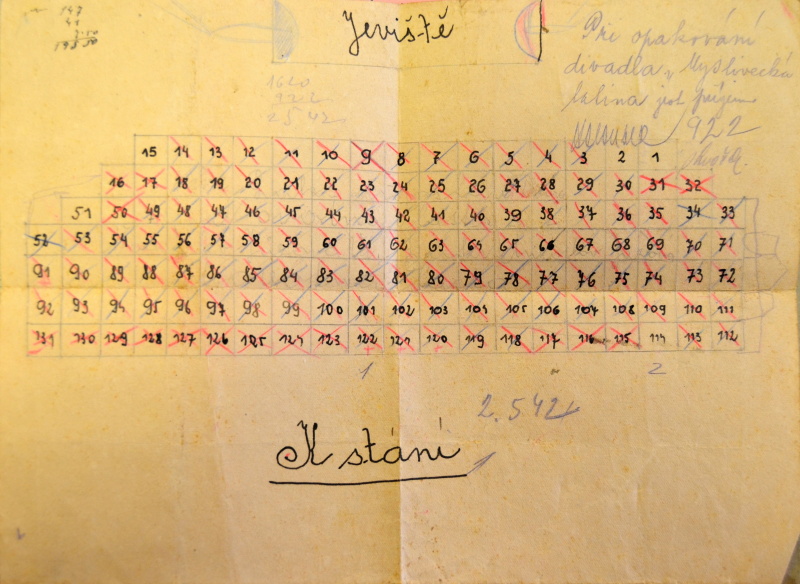 147
41
Jeviště
Při opakování
divadla „Myslivecká
latina jest příjem
922
1620
922
2542
15 14 13 12 11 10 9 8 7 6 5 4 3 2 1
16 17 18 19 20 21 22 23 24 25 26 27 28 29 30 31 32
51 50 49 48 47 46 45 44 43 42 41 40 39 38 37 36 35 34 33
52 53 54 55 56 57 58 59 60 61 62 63 64 65 66 67 68 69 70 71
91 90 89 88 87 86 85 84 83 82 81 80 79 78 77 76 75 74 73 72
92 93 94 95 96 97 98 99 100 101 102 103 104 105 106 107 108 109 110 111
131 130 129 128 127 126 125 124 123 122 121 120 119 118 117 116 115 114 113 112
1 2
2.542
K stání